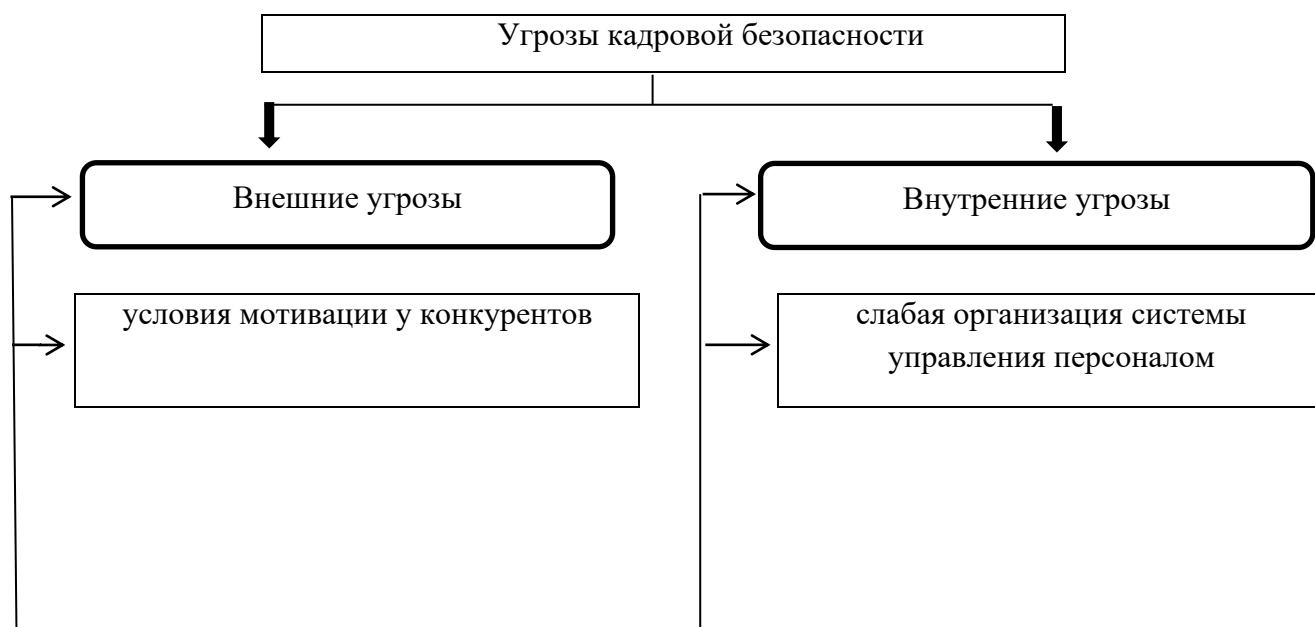 Угрозы кадровой безопасности
Внешние угрозы
Внутренние угрозы
условия мотивации у конкурентов
слабая организация системы
управления персоналом